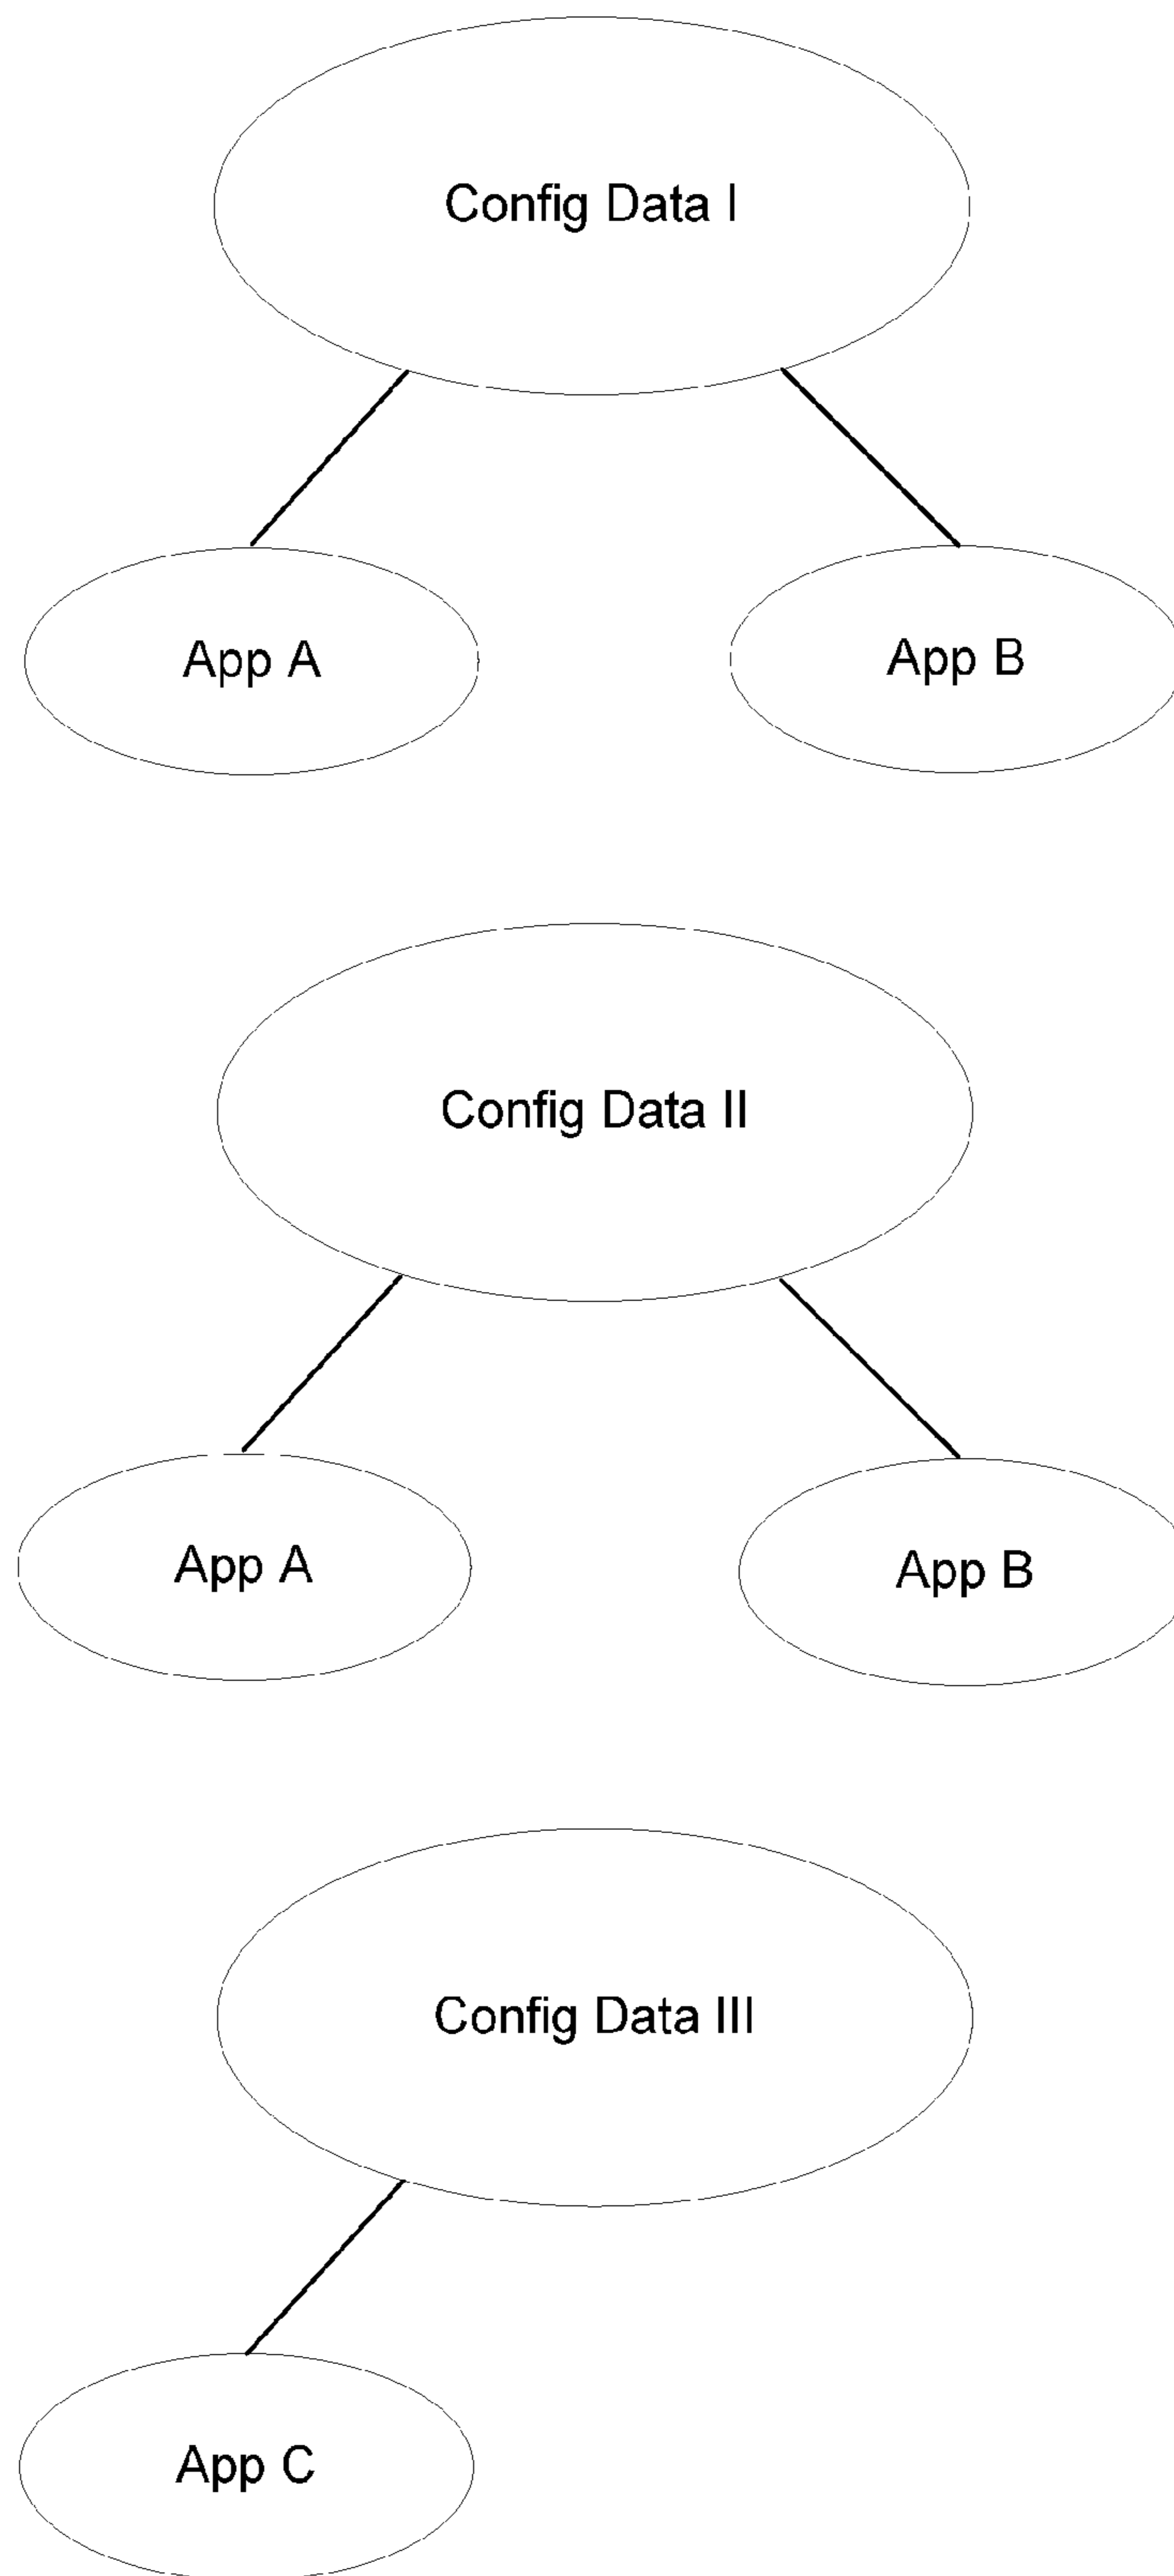 Config Data I
App A
App B
Config Data II
App A
App B
Config Data III
App C